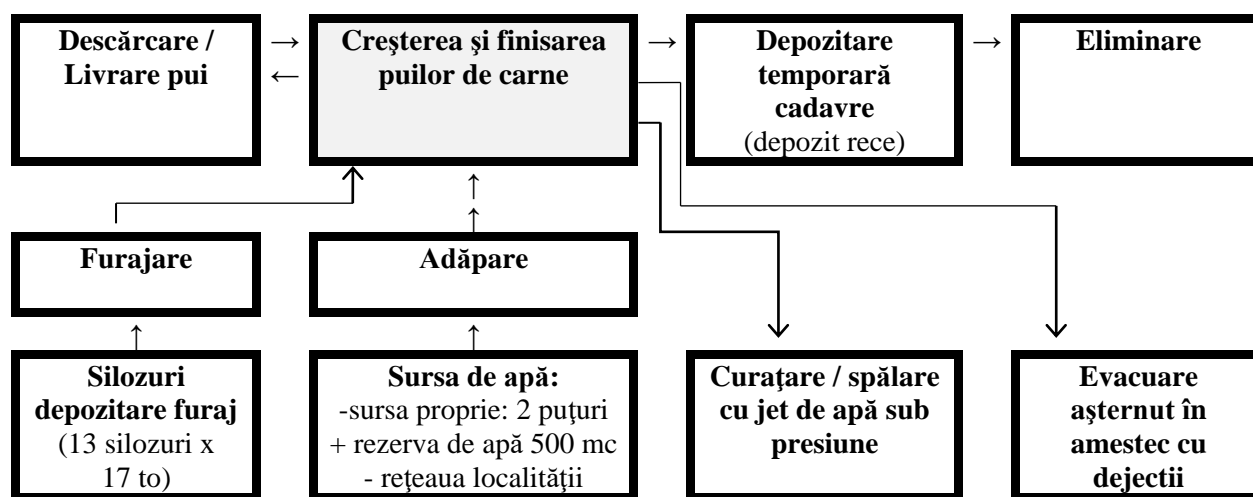 Descărcare /
Livrare pui
→
←
Creşterea şi finisarea
puilor de carne
→
Depozitare
temporară
cadavre
(depozit rece)
→
Eliminare
↑
↑
Furajare
Adăpare
↑
↑
Silozuri
depozitare furaj
(13 silozuri x
17 to)
Sursa de apă:
-sursa proprie: 2 puţuri
+ rezerva de apă 500 mc
- reţeaua localităţii
Curaţare / spălare
cu jet de apă sub
presiune
Evacuare
aşternut în
amestec cu
dejectii